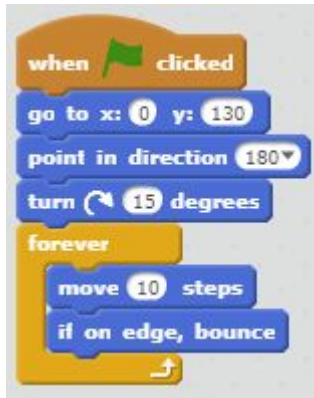 when clicked
go to x: 0 y: 130
point in direction 180
turn 15 degrees
forever
move 10 steps
if on edge, bounce